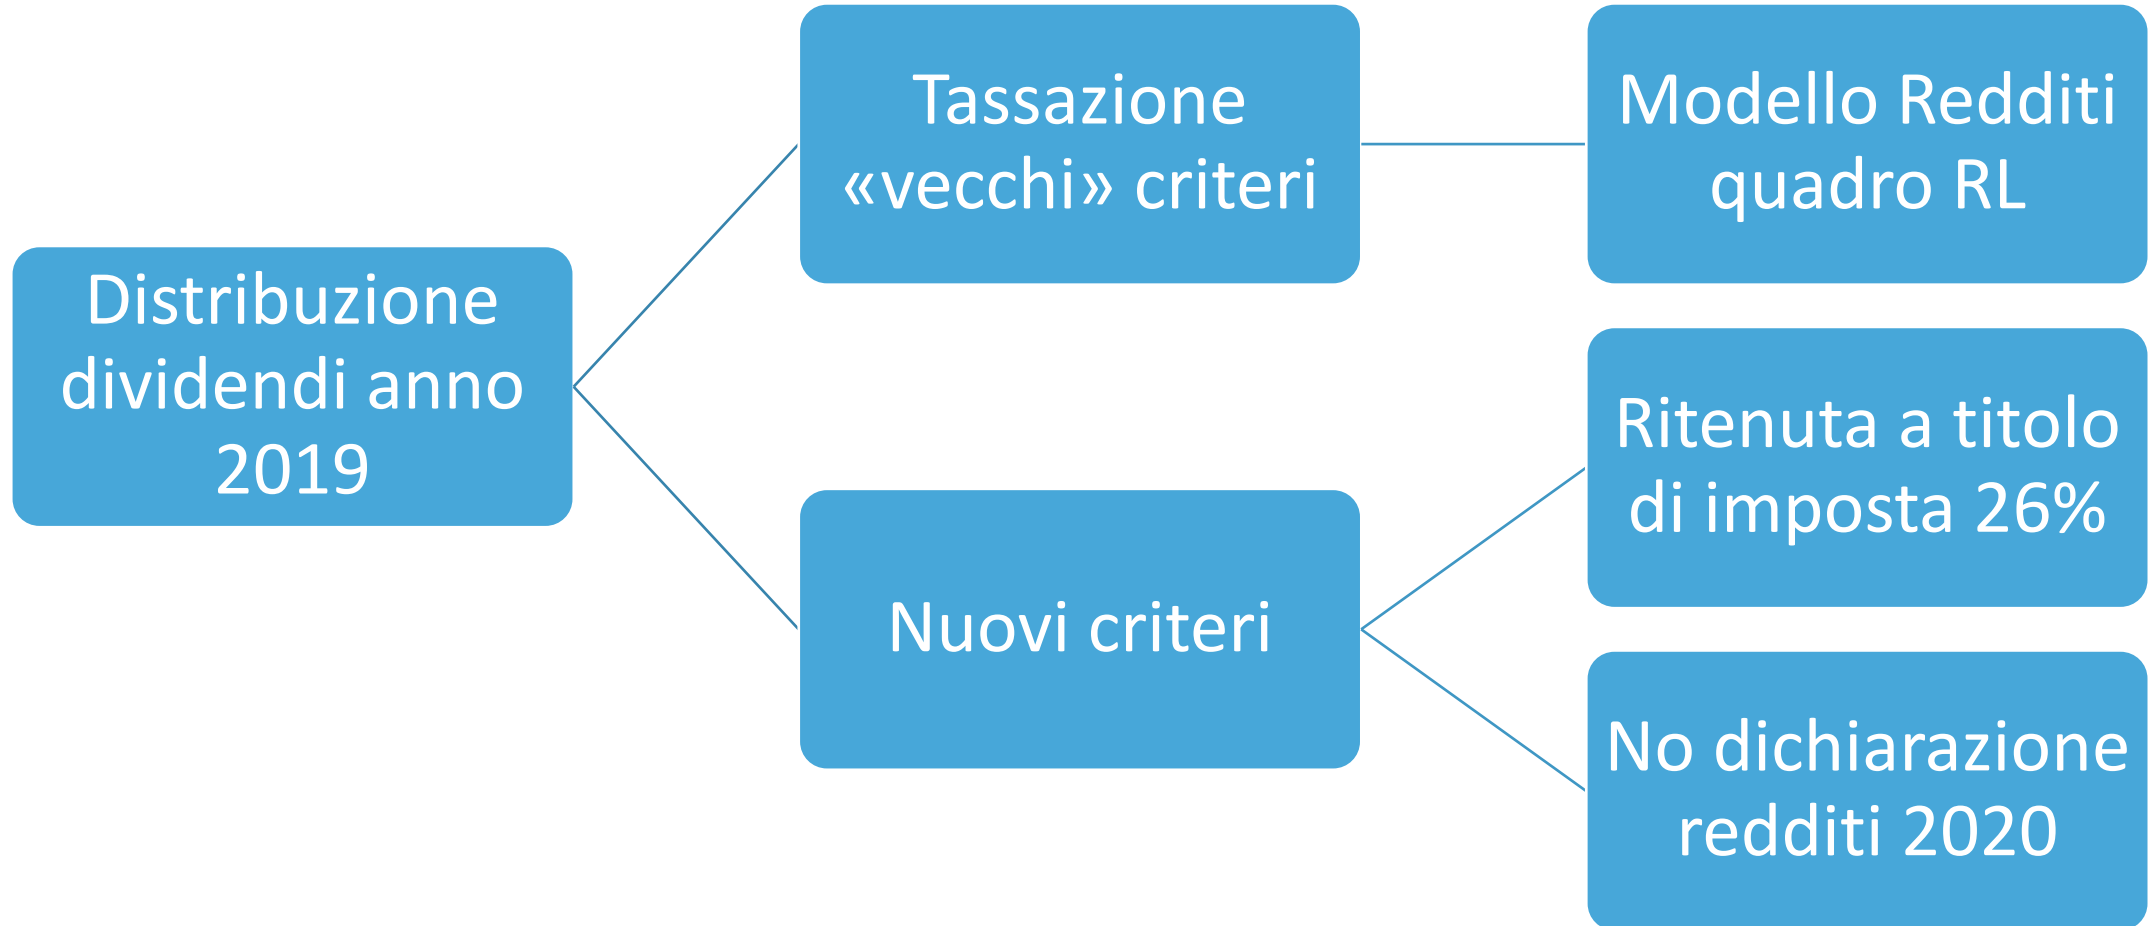 Distribuzione
dividendi anno
2019
Tassazione
«vecchi» criteri
Modello Redditi
quadro RL
Nuovi criteri
Ritenuta a titolo
di imposta 26%
No dichiarazione
redditi 2020